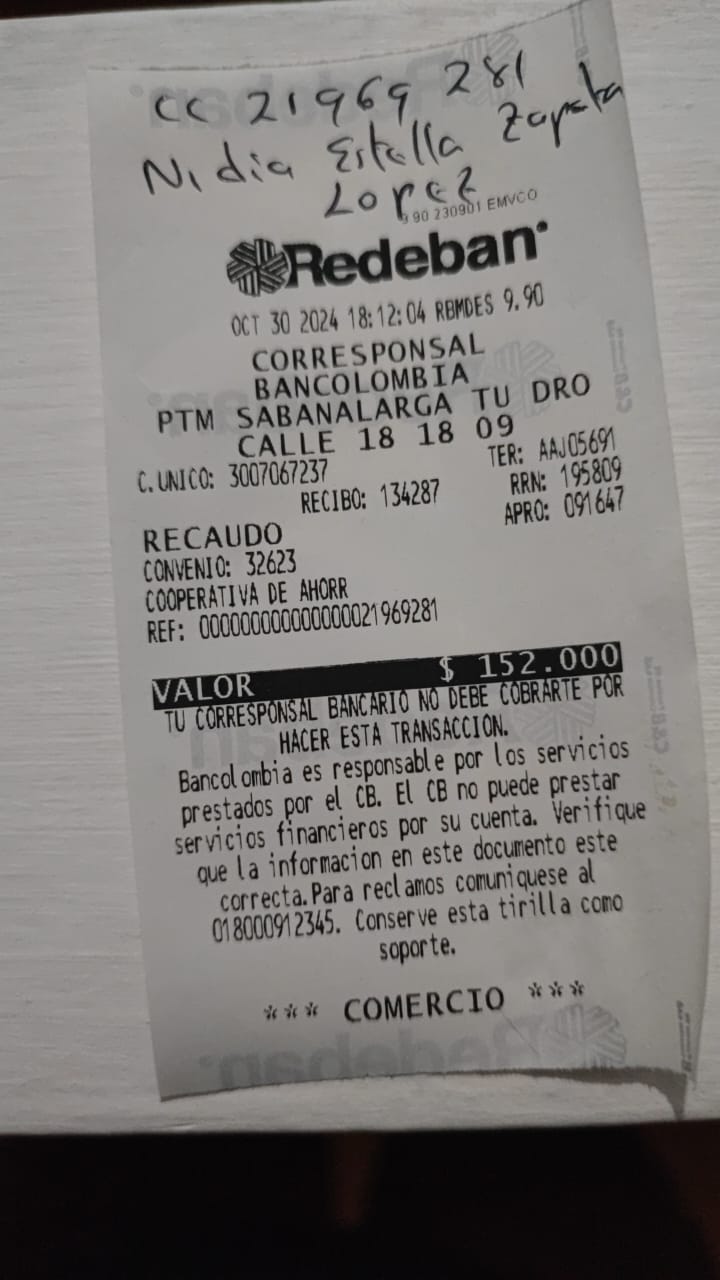 CC 21969 281
Nidia Estella Zapata
Lopez
90 230901 EMVCO
Redeban
OCT 30 2024 18:12:04 RBMDES 9.90
CORRESPONSAL
BANCOLOMBIA
PTM SABANALARGA TU DRO
CALLE 18 18 09
C.UNICO: 3007067237 TER: AAJ05691
RECIBO: 134287 RRN: 195809
APRO: 091647
RECAUDO
CONVENIO: 32623
COOPERATIVA DE AHORR
REF: 000000000000000021969281
VALOR $ 152.000
TU CORRESPONSAL BANCARIO NO DEBE COBRARTE POR
HACER ESTA TRANSACCION.
Bancolombia es responsable por los servicios
prestados por el CB. El CB no puede prestar
servicios financieros por su cuenta. Verifique
que la informacion en este documento este
correcta.Para reclamos comuniquese al
018000912345. Conserve esta tirilla como
soporte.
*** COMERCIO ***